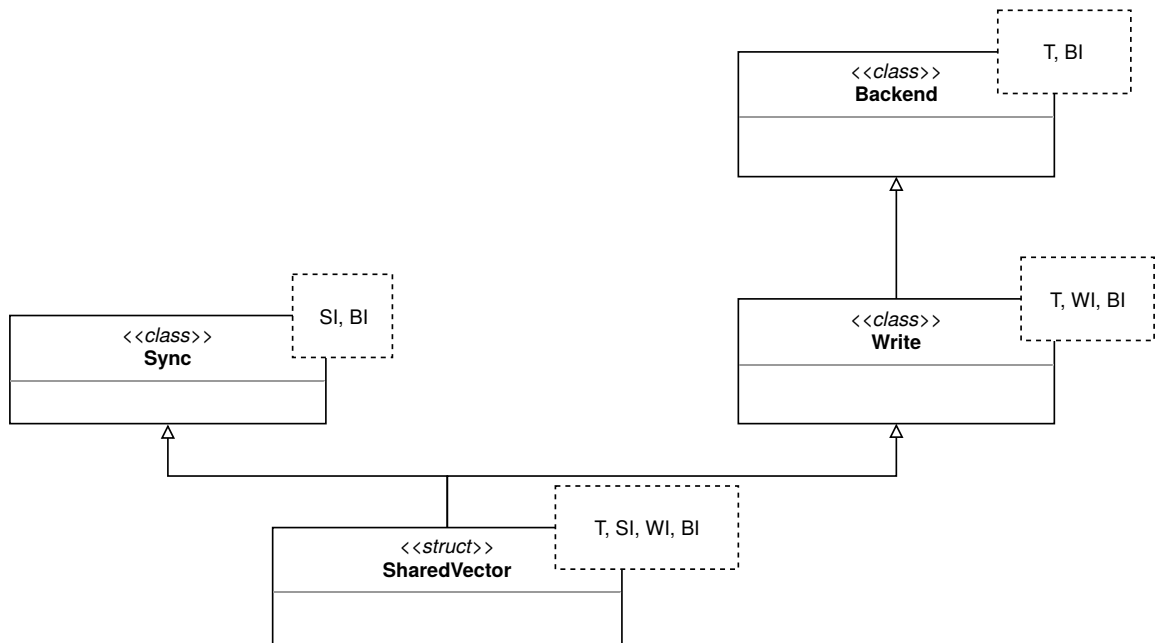 T, BI
<<class>>
Backend
T, WI, BI
<<class>>
Write
SI, BI
<<class>>
Sync
T, SI, WI, BI
<<struct>>
SharedVector